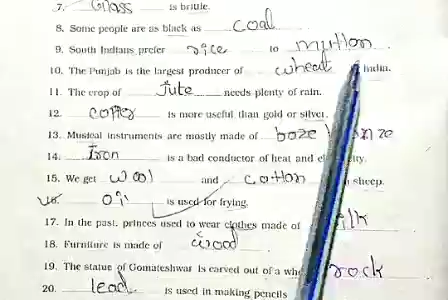 7. Glass is brittle.
8. Some people are as black as coal
9. South Indians prefer rice to mutton.
10. The Punjab is the largest producer of wheat India.
11. The crop of Jute needs plenty of rain.
12. is more useful than gold or silver.
13. Musical instruments are mostly made of
14. Iron is a bad conductor of heat and
15. We get wool and cotton sheep.
16. Oil is used for frying.
17. In the past, princes used to wear clothes made of
18. Furniture is made of wood
19. The statue of Gomateshwar is carved out of a rock
20. lead is used in making pencils